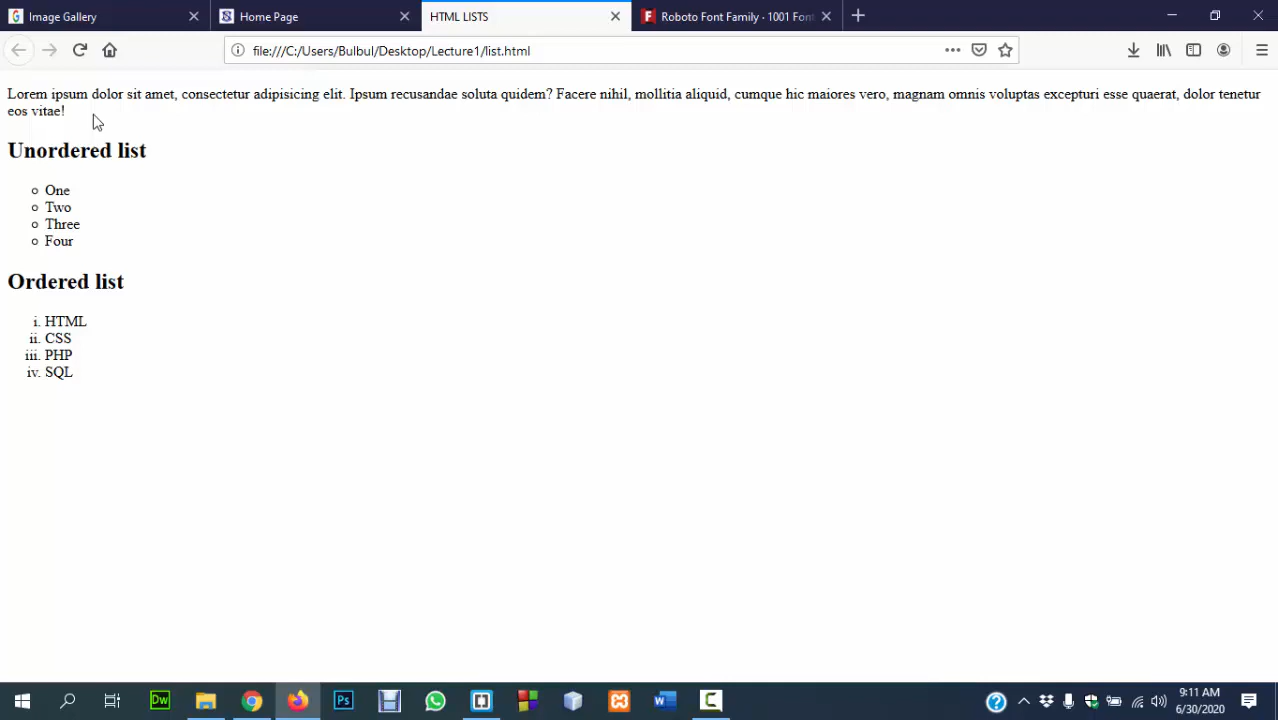 Image Gallery
Home Page
HTML LISTS
Roboto Font Family · 1001 Fon
file:///C:/Users/Bulbul/Desktop/Lecture1/list.html
Lorem ipsum dolor sit amet, consectetur adipisicing elit. Ipsum recusandae soluta quidem? Facere nihil, mollitia aliquid, cumque hic maiores vero, magnam omnis voluptas excepturi esse quaerat, dolor tenetur
eos vitae!
Unordered list
One
Two
Three
Four
Ordered list
i. HTML
ii. CSS
iii. PHP
iv. SQL
Dw
Ps
9:11 AM
6/30/2020